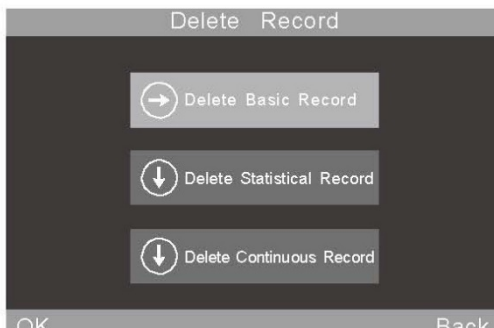 Delete Record
Delete Basic Record
Delete Statistical Record
Delete Continuous Record
OK Back